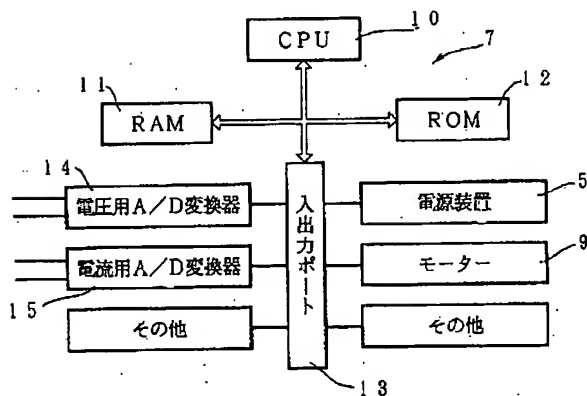 10
CPU
7
11
12
RAM
ROM
14
5
電圧用A/D変換器
電源装置
入出力ポート
9
電流用A/D変換器
モーター
15
その他
その他
13